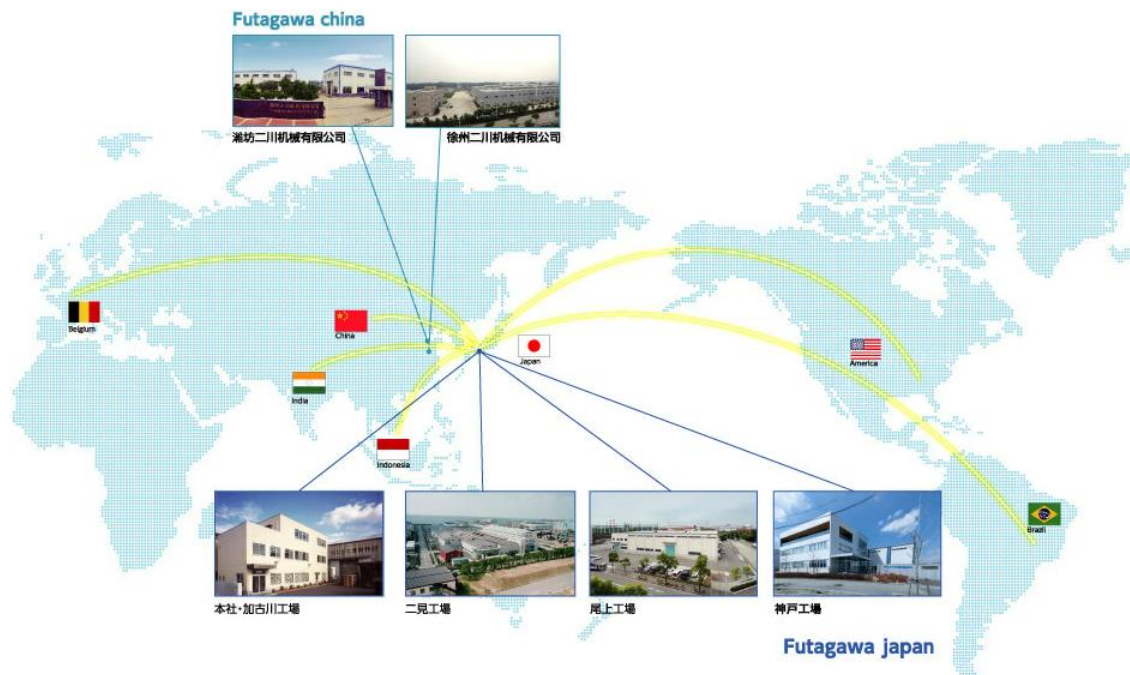 Futagawa china
潍坊二川机械有限公司
徐州二川机械有限公司
Belgium
China
India
Indonesia
Japan
America
Brazil
本社・加古川工場
二見工場
尾上工場
神戸工場
Futagawa japan